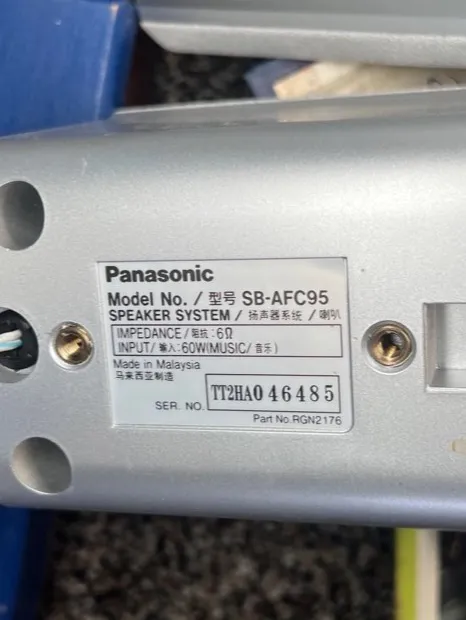 Panasonic
Model No. / 型号 SB-AFC95
SPEAKER SYSTEM / 扬声器系统 / 喇叭
IMPEDANCE/阻抗:6Ω
INPUT/输入:60W(MUSIC/音乐)
Made in Malaysia
马来西亚制造
SER. NO. TT2HA046485
Part No.RGN2176